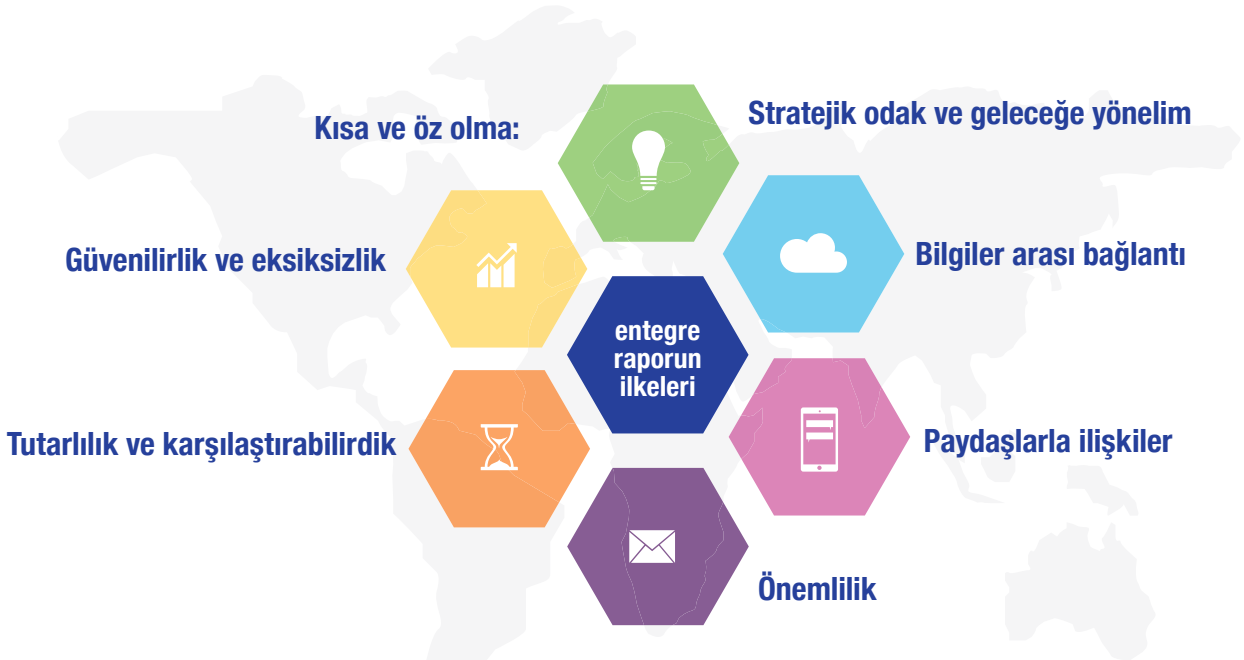 Kısa ve öz olma:
Stratejik odak ve geleceğe yönelim
Güvenilirlik ve eksiksizlik
Bilgiler arası bağlantı
entegre
raporun
ilkeleri
Tutarlılık ve karşılaştırabilirdik
Paydaşlarla ilişkiler
Önemlilik